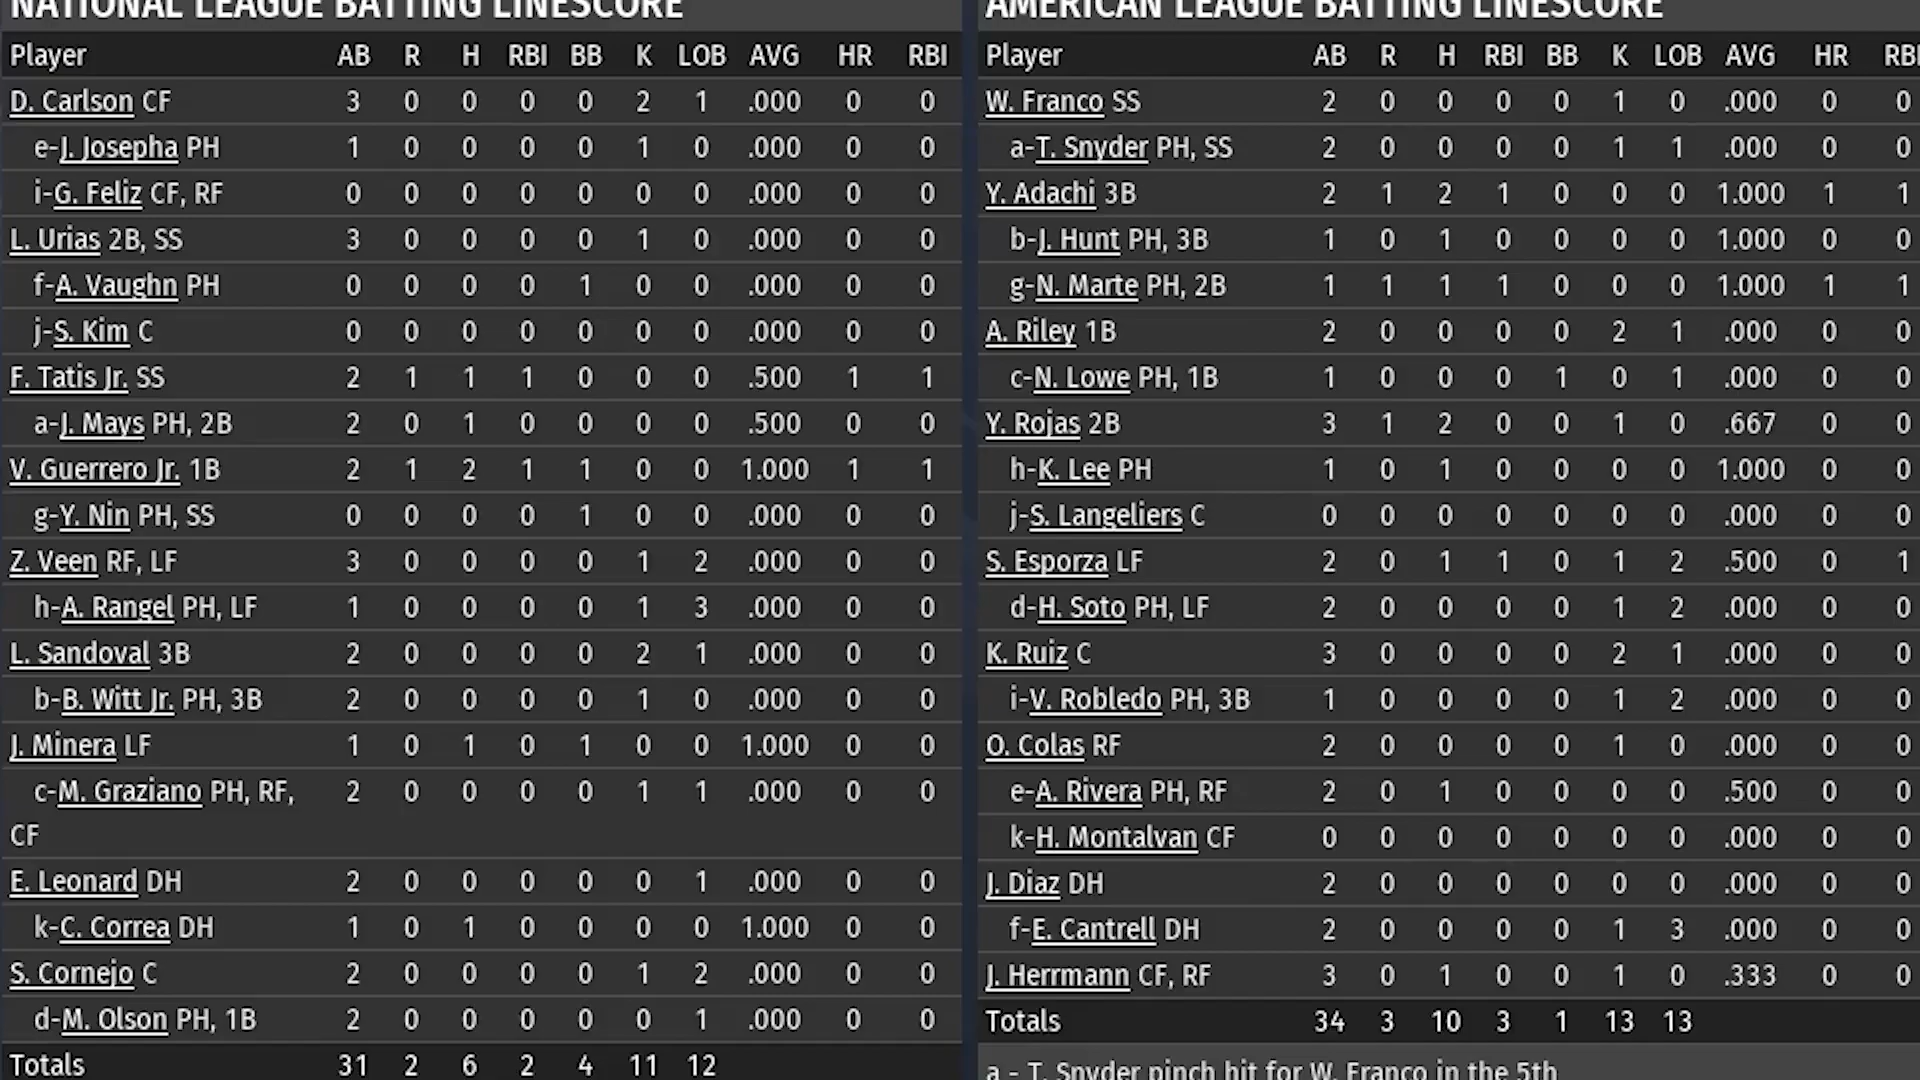 NATIONAL LEAGUE BATTING LINESCORE
Player AB R H RBI BB K LOB AVG HR RBI
D. Carlson CF 3 0 0 0 0 2 1 .000 0 0
e-J. Josepha PH 1 0 0 0 0 1 0 .000 0 0
i-G. Feliz CF, RF 0 0 0 0 0 0 0 .000 0 0
L. Urias 2B, SS 3 0 0 0 0 1 0 .000 0 0
f-A. Vaughn PH 0 0 0 0 1 0 0 .000 0 0
j-S. Kim C 0 0 0 0 0 0 0 .000 0 0
F. Tatis Jr. SS 2 1 1 1 0 0 0 .500 1 1
a-J. Mays PH, 2B 2 0 1 0 0 0 0 .500 0 0
V. Guerrero Jr. 1B 2 1 2 1 1 0 0 1.000 1 1
g-Y. Nin PH, SS 0 0 0 0 1 0 0 .000 0 0
Z. Veen RF, LF 3 0 0 0 0 1 2 .000 0 0
h-A. Rangel PH, LF 1 0 0 0 0 1 3 .000 0 0
L. Sandoval 3B 2 0 0 0 0 2 1 .000 0 0
b-B. Witt Jr. PH, 3B 2 0 0 0 0 1 0 .000 0 0
J. Minera LF 1 0 1 0 1 0 0 1.000 0 0
c-M. Graziano PH, RF, 2 0 0 0 0 1 1 .000 0 0
CF
E. Leonard DH 2 0 0 0 0 0 1 .000 0 0
k-C. Correa DH 1 0 1 0 0 0 0 1.000 0 0
S. Cornejo C 2 0 0 0 0 1 2 .000 0 0
d-M. Olson PH, 1B 2 0 0 0 0 0 1 .000 0 0
Totals 31 2 6 2 4 11 12
AMERICAN LEAGUE BATTING LINESCORE
Player AB R H RBI BB K LOB AVG HR RBI
W. Franco SS 2 0 0 0 0 1 0 .000 0 0
a-T. Snyder PH, SS 2 0 0 0 0 1 1 .000 0 0
Y. Adachi 3B 2 1 2 1 0 0 0 1.000 1 1
b-J. Hunt PH, 3B 1 0 1 0 0 0 0 1.000 0 0
g-N. Marte PH, 2B 1 1 1 1 0 0 0 1.000 1 1
A. Riley 1B 2 0 0 0 0 2 1 .000 0 0
c-N. Lowe PH, 1B 1 0 0 0 1 0 1 .000 0 0
Y. Rojas 2B 3 1 2 0 0 1 0 .667 0 0
h-K. Lee PH 1 0 1 0 0 0 0 1.000 0 0
j-S. Langeliers C 0 0 0 0 0 0 0 .000 0 0
S. Esporza LF 2 0 1 1 0 1 2 .500 0 1
d-H. Soto PH, LF 2 0 0 0 0 1 2 .000 0 0
K. Ruiz C 3 0 0 0 0 2 1 .000 0 0
i-V. Robledo PH, 3B 1 0 0 0 0 1 2 .000 0 0
O. Colas RF 2 0 0 0 0 1 0 .000 0 0
e-A. Rivera PH, RF 2 0 1 0 0 0 0 .500 0 0
k-H. Montalvan CF 0 0 0 0 0 0 0 .000 0 0
J. Diaz DH 2 0 0 0 0 0 0 .000 0 0
f-E. Cantrell DH 2 0 0 0 0 1 3 .000 0 0
J. Herrmann CF, RF 3 0 1 0 0 1 0 .333 0 0
Totals 34 3 10 3 1 13 13
a - T. Snyder pinch hit for W. Franco in the 5th